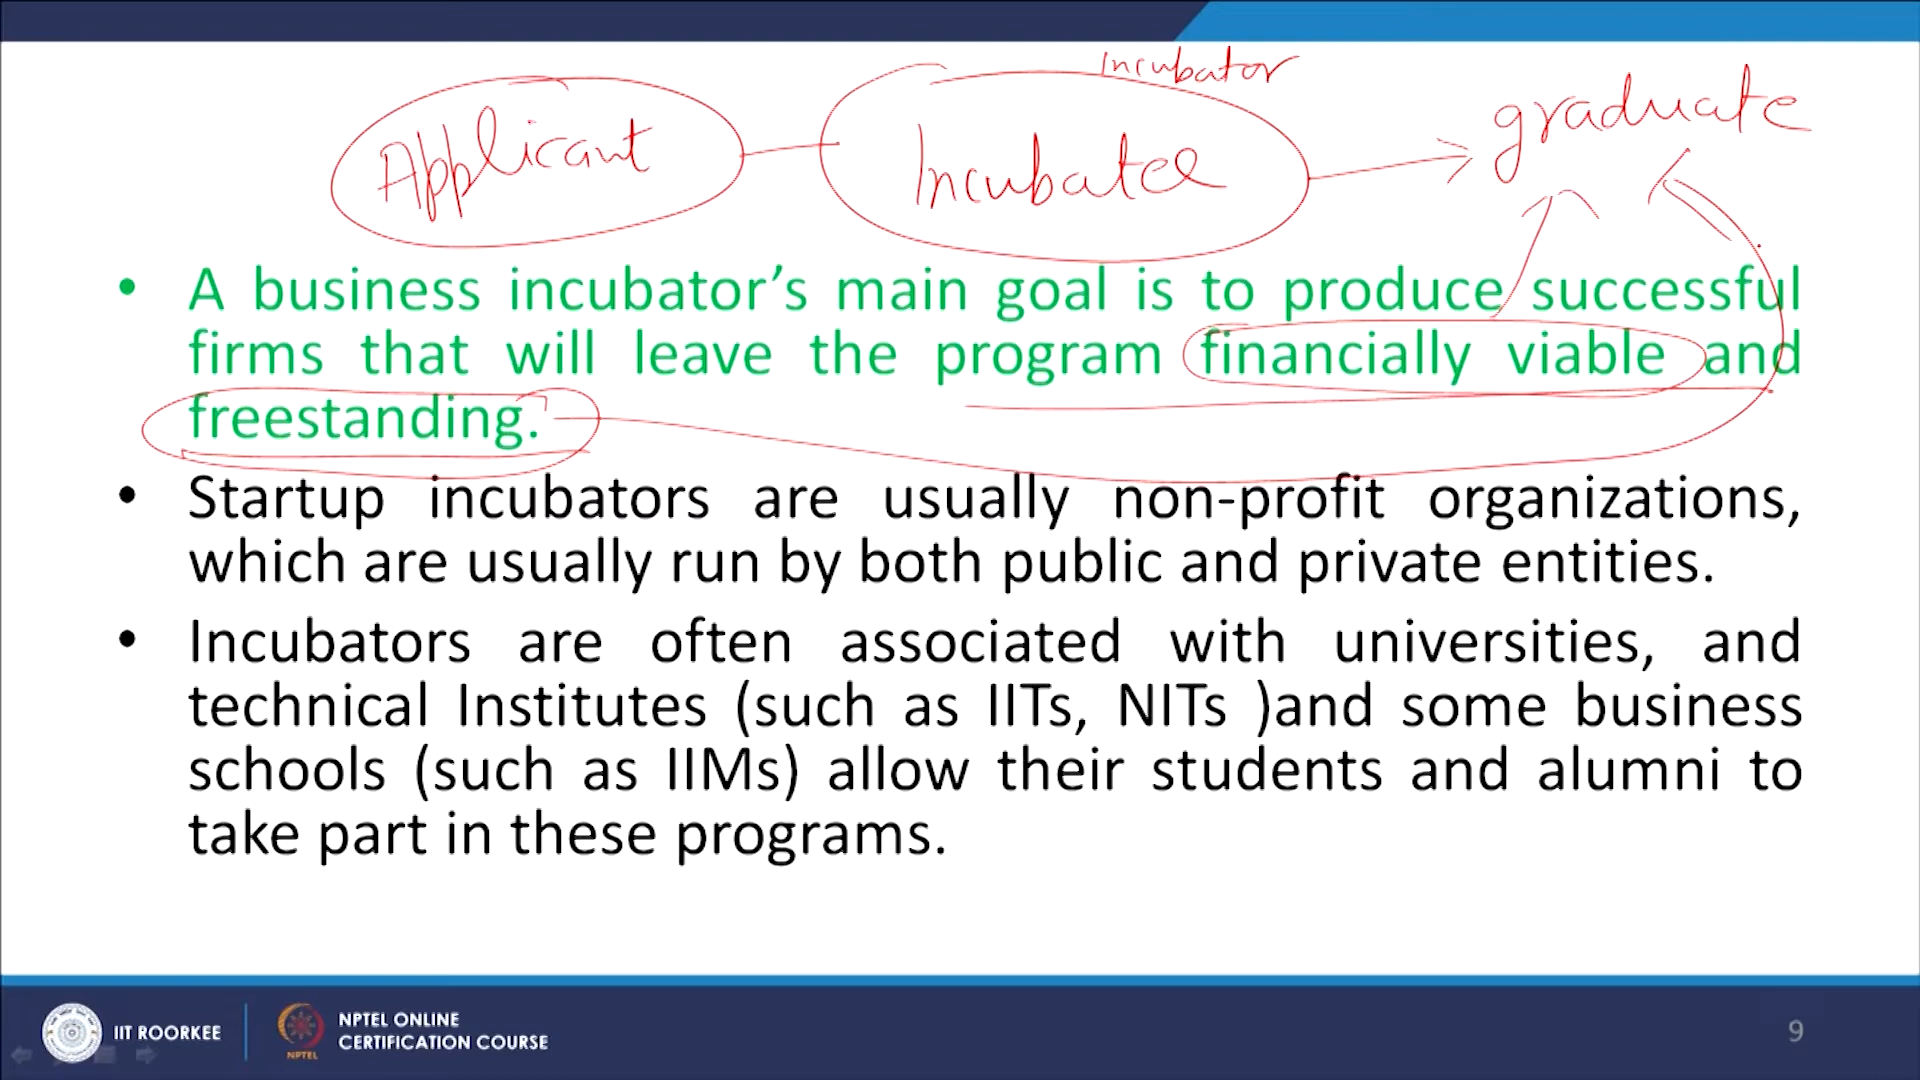 incubator
Applicant Incubatee graduate
• A business incubator’s main goal is to produce successful
firms that will leave the program financially viable and
freestanding.
• Startup incubators are usually non-profit organizations,
which are usually run by both public and private entities.
• Incubators are often associated with universities, and
technical Institutes (such as IITs, NITs )and some business
schools (such as IIMs) allow their students and alumni to
take part in these programs.
IIT ROORKEE
NPTEL
NPTEL ONLINE
CERTIFICATION COURSE
9